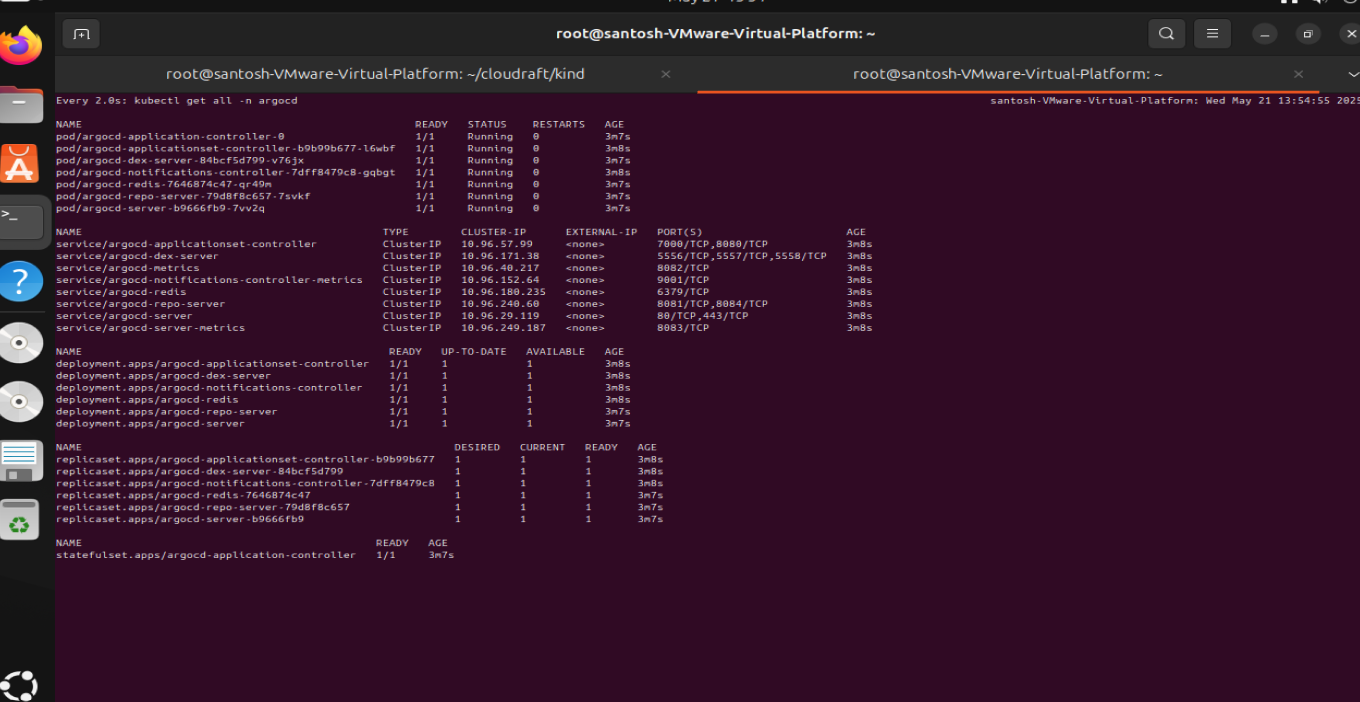 root@santosh-VMware-Virtual-Platform: ~
root@santosh-VMware-Virtual-Platform: ~/cloudraft/kind
root@santosh-VMware-Virtual-Platform: ~
Every 2.0s: kubectl get all -n argocd santosh-VMware-Virtual-Platform: Wed May 21 13:54:55 2025
NAME READY STATUS RESTARTS AGE
pod/argocd-application-controller-0 1/1 Running 0 3m7s
pod/argocd-applicationset-controller-b9b99b677-l6wbf 1/1 Running 0 3m8s
pod/argocd-dex-server-84bcf5d799-v76jx 1/1 Running 0 3m7s
pod/argocd-notifications-controller-7dff8479c8-gqbgt 1/1 Running 0 3m8s
pod/argocd-redis-7646874c47-qr49m 1/1 Running 0 3m7s
pod/argocd-repo-server-79d8f8c657-7svkf 1/1 Running 0 3m7s
pod/argocd-server-b9666fb9-7vv2q 1/1 Running 0 3m7s
NAME TYPE CLUSTER-IP EXTERNAL-IP PORT(S) AGE
service/argocd-applicationset-controller ClusterIP 10.96.57.99 <none> 7000/TCP,8080/TCP 3m8s
service/argocd-dex-server ClusterIP 10.96.171.38 <none> 5556/TCP,5557/TCP,5558/TCP 3m8s
service/argocd-metrics ClusterIP 10.96.40.217 <none> 8082/TCP 3m8s
service/argocd-notifications-controller-metrics ClusterIP 10.96.152.64 <none> 9001/TCP 3m8s
service/argocd-redis ClusterIP 10.96.180.235 <none> 6379/TCP 3m8s
service/argocd-repo-server ClusterIP 10.96.240.60 <none> 8081/TCP,8084/TCP 3m8s
service/argocd-server ClusterIP 10.96.29.119 <none> 80/TCP,443/TCP 3m8s
service/argocd-server-metrics ClusterIP 10.96.249.187 <none> 8083/TCP 3m8s
NAME READY UP-TO-DATE AVAILABLE AGE
deployment.apps/argocd-applicationset-controller 1/1 1 1 3m8s
deployment.apps/argocd-dex-server 1/1 1 1 3m8s
deployment.apps/argocd-notifications-controller 1/1 1 1 3m8s
deployment.apps/argocd-redis 1/1 1 1 3m8s
deployment.apps/argocd-repo-server 1/1 1 1 3m7s
deployment.apps/argocd-server 1/1 1 1 3m7s
NAME DESIRED CURRENT READY AGE
replicaset.apps/argocd-applicationset-controller-b9b99b677 1 1 1 3m8s
replicaset.apps/argocd-dex-server-84bcf5d799 1 1 1 3m8s
replicaset.apps/argocd-notifications-controller-7dff8479c8 1 1 1 3m8s
replicaset.apps/argocd-redis-7646874c47 1 1 1 3m7s
replicaset.apps/argocd-repo-server-79d8f8c657 1 1 1 3m7s
replicaset.apps/argocd-server-b9666fb9 1 1 1 3m7s
NAME READY AGE
statefulset.apps/argocd-application-controller 1/1 3m7s